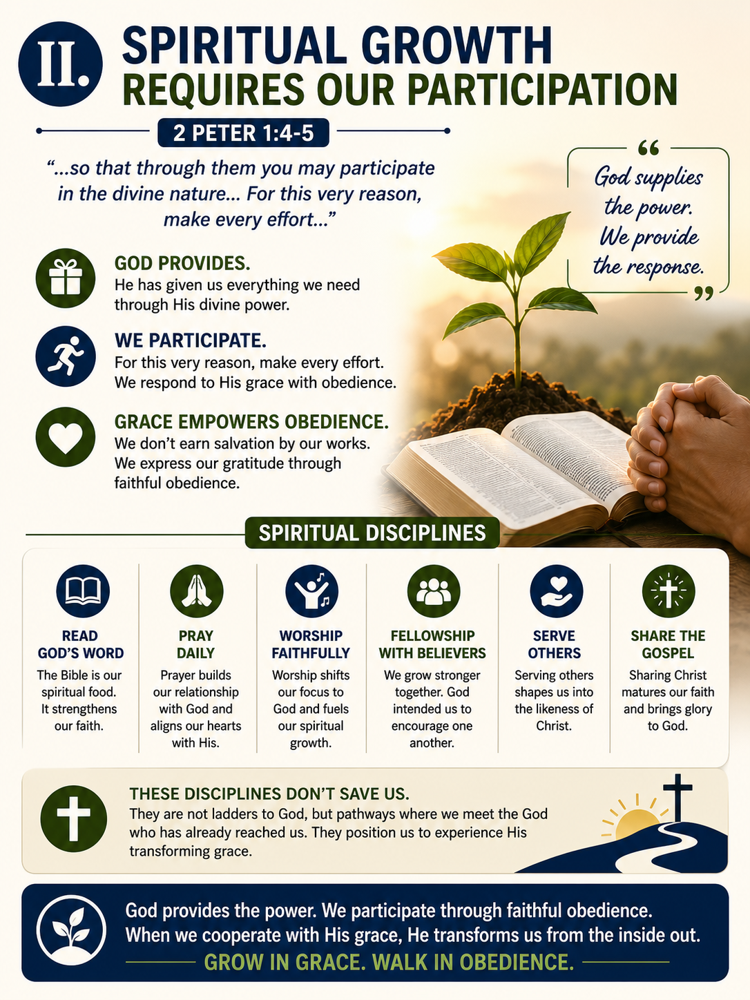 II.
SPIRITUAL GROWTH
REQUIRES OUR PARTICIPATION
2 PETER 1:4-5
“...so that through them you may participate
in the divine nature... For this very reason,
make every effort...”
“
God supplies
the power.
We provide
the response.
”
GOD PROVIDES.
He has given us everything we need
through His divine power.
WE PARTICIPATE.
For this very reason, make every effort.
We respond to His grace with obedience.
GRACE EMPOWERS OBEDIENCE.
We don’t earn salvation by our works.
We express our gratitude through
faithful obedience.
SPIRITUAL DISCIPLINES
READ
GOD’S WORD
The Bible is our
spiritual food.
It strengthens
our faith.
PRAY
DAILY
Prayer builds
our relationship
with God and
aligns our hearts
with His.
WORSHIP
FAITHFULLY
Worship shifts
our focus to
God and fuels
our spiritual
growth.
FELLOWSHIP
WITH BELIEVERS
We grow stronger
together. God
intended us to
encourage one
another.
SERVE
OTHERS
Serving others
shapes us into
the likeness of
Christ.
SHARE THE
GOSPEL
Sharing Christ
matures our faith
and brings glory
to God.
THESE DISCIPLINES DON’T SAVE US.
They are not ladders to God, but pathways where we meet the God
who has already reached us. They position us to experience His
transforming grace.
God provides the power. We participate through faithful obedience.
When we cooperate with His grace, He transforms us from the inside out.
GROW IN GRACE. WALK IN OBEDIENCE.